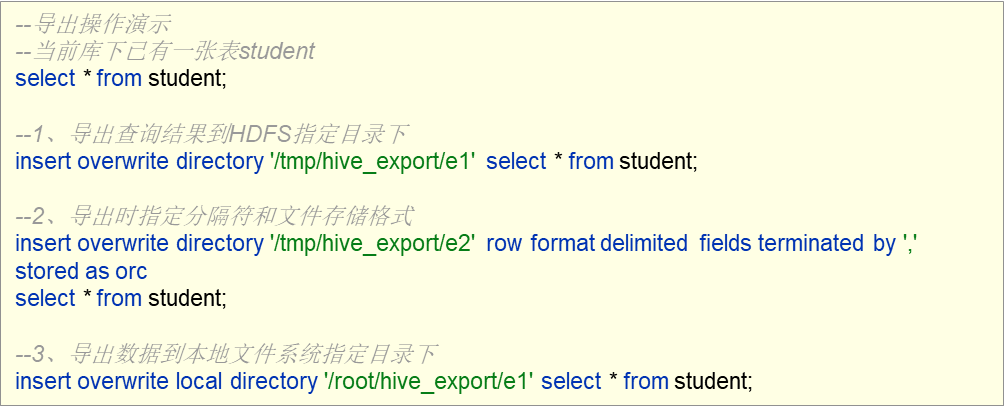 --导出操作演示
--当前库下已有一张表student
select * from student;
--1、导出查询结果到HDFS指定目录下
insert overwrite directory '/tmp/hive_export/e1' select * from student;
--2、导出时指定分隔符和文件存储格式
insert overwrite directory '/tmp/hive_export/e2' row format delimited fields terminated by ','
stored as orc
select * from student;
--3、导出数据到本地文件系统指定目录下
insert overwrite local directory '/root/hive_export/e1' select * from student;